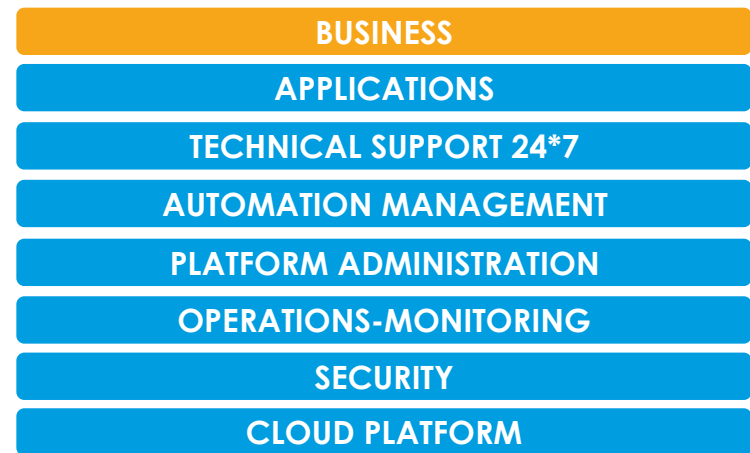 BUSINESS
APPLICATIONS
TECHNICAL SUPPORT 24*7
AUTOMATION MANAGEMENT
PLATFORM ADMINISTRATION
OPERATIONS-MONITORING
SECURITY
CLOUD PLATFORM